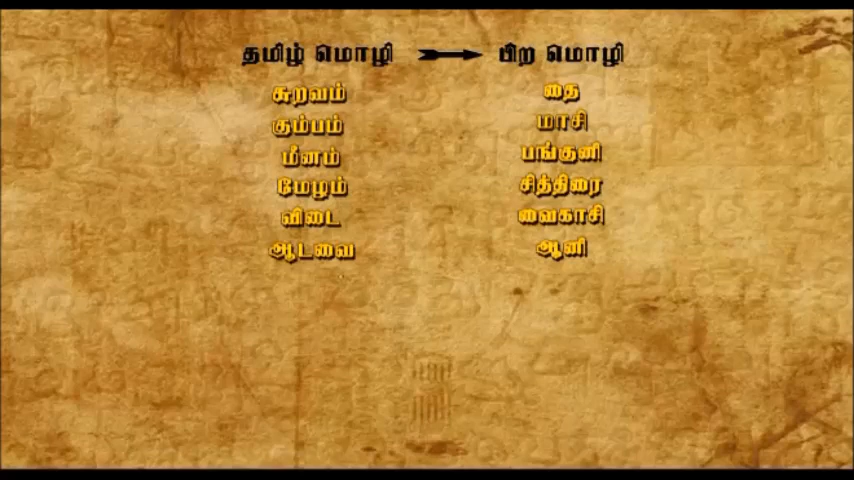 தமிழ் மொழி பிற மொழி
சுறவம் தை
கும்பம் மாசி
மீனம் பங்குனி
மேழம் சித்திரை
விடை வைகாசி
ஆடவை ஆனி